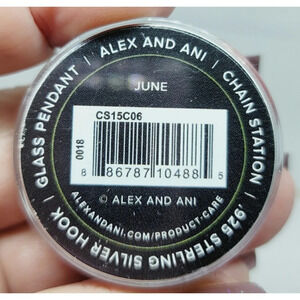 | ALEX AND ANI | CHAIN STATION | .925 STERLING SILVER HOOK | GLASS PENDANT
JUNE
CS15C06
0018
8 86787 10488 5
© ALEX AND ANI
ALEXANDANI.COM/PRODUCT-CARE